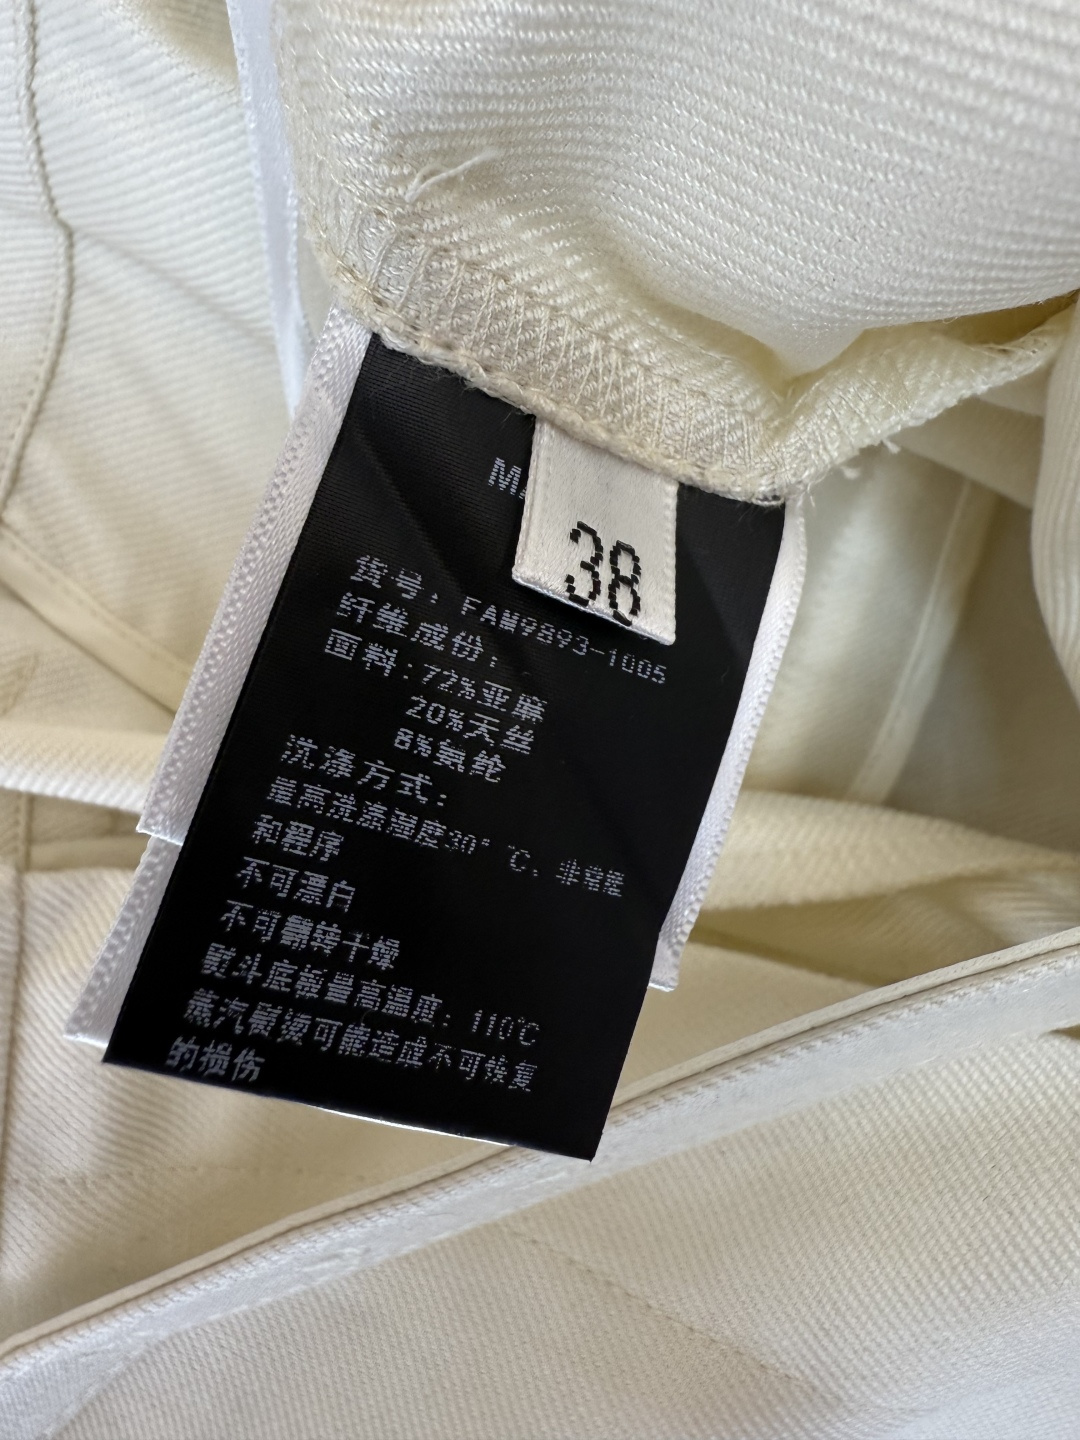 38
货号: FAM9893-1005
纤维成份:
面料:72%亚麻
20%天丝
8%氨纶
洗涤方式:
最高洗涤温度30°℃、非常缓
和程序
不可漂白
不可翻转干燥
熨斗底板最高温度: 110℃
蒸汽熨烫可能造成不可恢复
的损伤